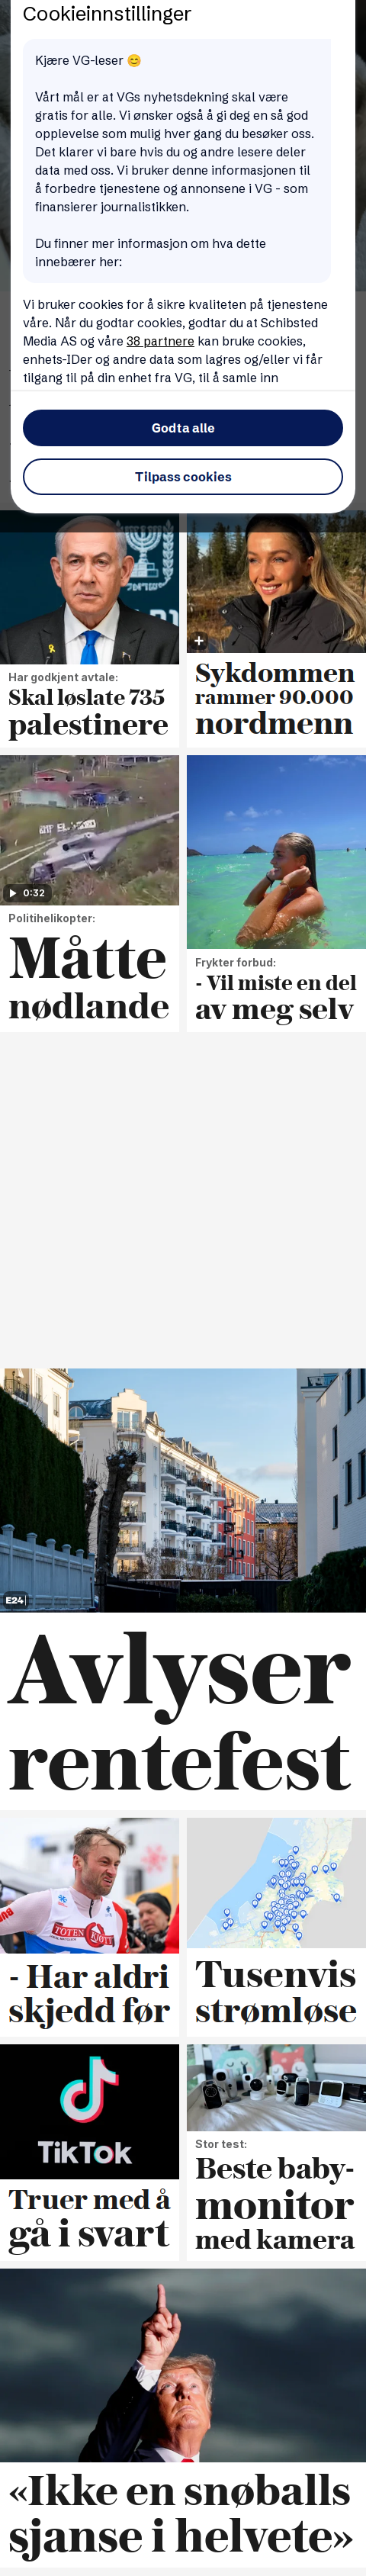 Cookieinnstillinger
Kjære VG-leser 😊
Vårt mål er at VGs nyhetsdekning skal være
gratis for alle. Vi ønsker også å gi deg en så god
opplevelse som mulig hver gang du besøker oss.
Det klarer vi bare hvis du og andre lesere deler
data med oss. Vi bruker denne informasjonen til
å forbedre tjenestene og annonsene i VG - som
finansierer journalistikken.
Du finner mer informasjon om hva dette
innebærer her:
Vi bruker cookies for å sikre kvaliteten på tjenestene
våre. Når du godtar cookies, godtar du at Schibsted
Media AS og våre 38 partnere kan bruke cookies,
enhets-IDer og andre data som lagres og/eller vi får
tilgang til på din enhet fra VG, til å samle inn
Godta alle
Tilpass cookies
Har godkjent avtale:
Skal løslate 735
palestinere
Sykdommen
rammer 90.000
nordmenn
0:32
Politihelikopter:
Måtte
nødlande
Frykter forbud:
- Vil miste en del
av meg selv
E24
Avlyser
rentefest
TOTEN
KJØTT
- Har aldri
skjedd før
Tusenvis
strømløse
TikTok
Truer med å
gå i svart
Stor test:
Beste baby-
monitor
med kamera
«Ikke en snøballs
sjanse i helvete»